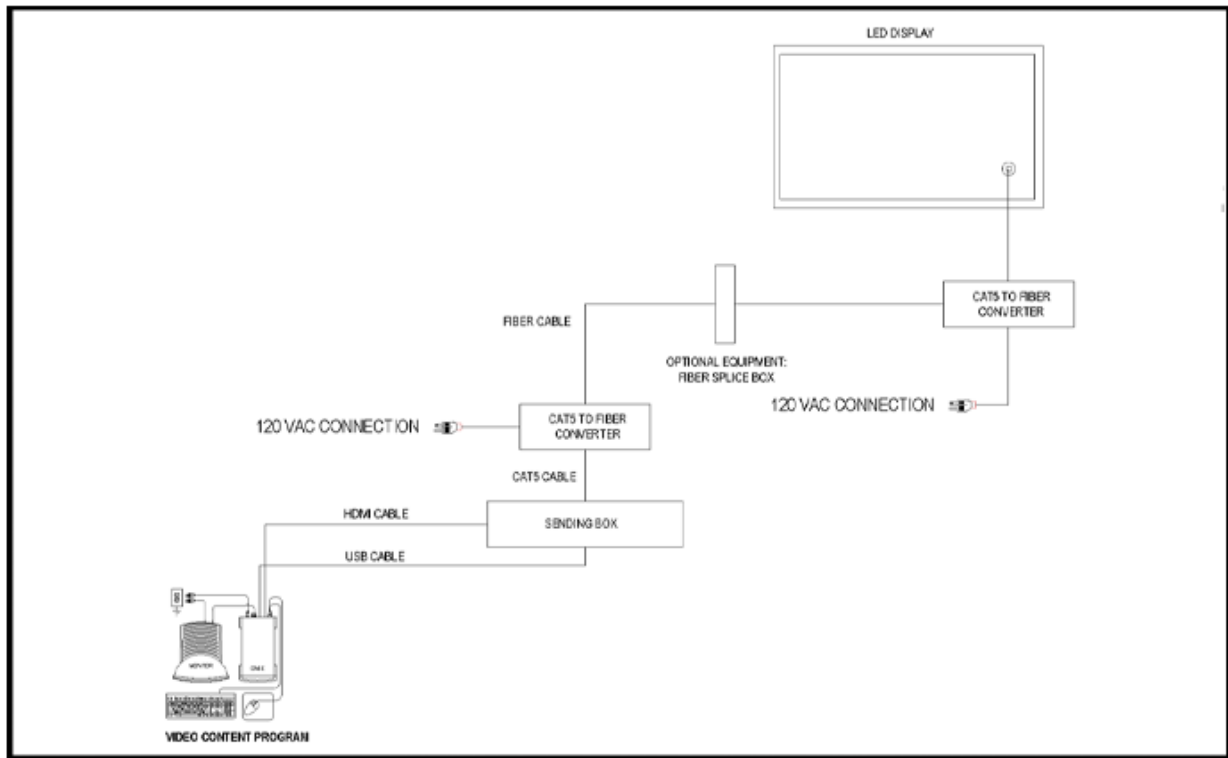 LED DISPLAY
CAT5 TO FIBER
CONVERTER
FIBER CABLE
OPTIONAL EQUIPMENT:
FIBER SPLICE BOX
120 VAC CONNECTION
120 VAC CONNECTION
CAT5 TO FIBER
CONVERTER
CAT5 CABLE
HDMI CABLE
SENDING BOX
USB CABLE
MONITOR
VIDEO CONTENT PROGRAM